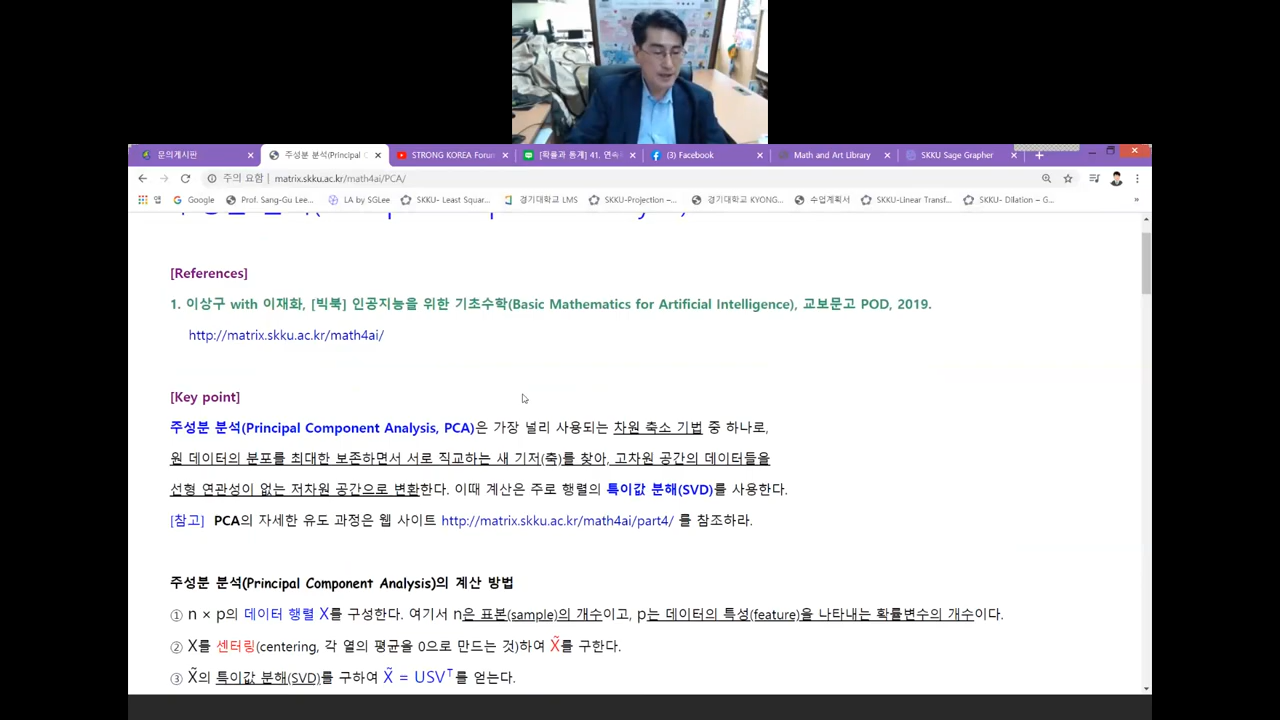 문의게시판
주성분 분석(Principal C
STRONG KOREA Forum
[확률과 통계] 41. 연속
(3) Facebook
Math and Art Library
SKKU Sage Grapher
주의 요함 | matrix.skku.ac.kr/math4ai/PCA/
앱
Google
Prof. Sang-Gu Lee...
LA by SGLee
SKKU- Least Squar...
경기대학교 LMS
SKKU-Projection –...
경기대학교 KYONG...
수업계획서
SKKU-Linear Transf...
SKKU- Dilation – G...
»
[References]
1. 이상구 with 이재화, [빅북] 인공지능을 위한 기초수학(Basic Mathematics for Artificial Intelligence), 교보문고 POD, 2019.
http://matrix.skku.ac.kr/math4ai/
[Key point]
주성분 분석(Principal Component Analysis, PCA)은 가장 널리 사용되는 차원 축소 기법 중 하나로,
원 데이터의 분포를 최대한 보존하면서 서로 직교하는 새 기저(축)를 찾아, 고차원 공간의 데이터들을
선형 연관성이 없는 저차원 공간으로 변환한다. 이때 계산은 주로 행렬의 특이값 분해(SVD)를 사용한다.
[참고] PCA의 자세한 유도 과정은 웹 사이트 http://matrix.skku.ac.kr/math4ai/part4/ 를 참조하라.
주성분 분석(Principal Component Analysis)의 계산 방법
① n × p의 데이터 행렬 X를 구성한다. 여기서 n은 표본(sample)의 개수이고, p는 데이터의 특성(feature)을 나타내는 확률변수의 개수이다.
② X를 센터링(centering, 각 열의 평균을 0으로 만드는 것)하여 X̃를 구한다.
③ X̃의 특이값 분해(SVD)를 구하여 X̃ = USVᵀ를 얻는다.